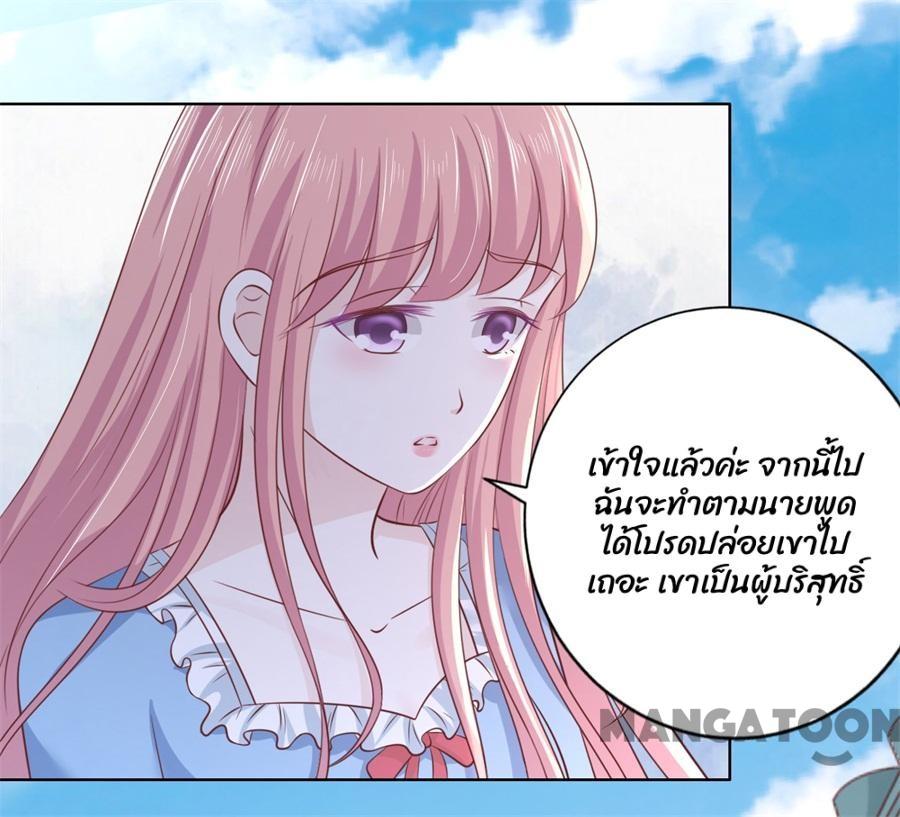 เข้าใจแล้วค่ะ จากนี้ไป
ฉันจะทำตามนายพูด
ได้โปรดปล่อยเขาไป
เถอะ เขาเป็นผู้บริสุทธิ์
MANGATOON